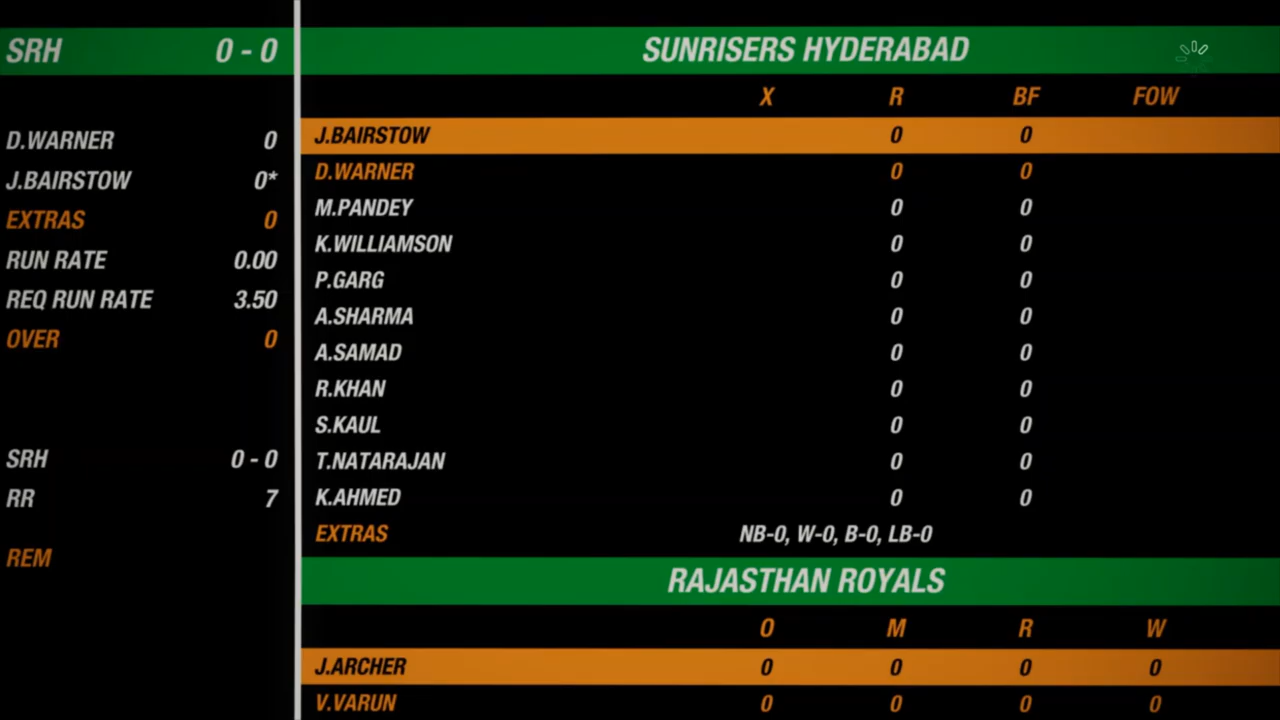 SRH 0 - 0
D.WARNER 0
J.BAIRSTOW 0*
EXTRAS 0
RUN RATE 0.00
REQ RUN RATE 3.50
OVER 0
SRH 0 - 0
RR 7
REM
SUNRISERS HYDERABAD
X R BF FOW
J.BAIRSTOW 0 0
D.WARNER 0 0
M.PANDEY 0 0
K.WILLIAMSON 0 0
P.GARG 0 0
A.SHARMA 0 0
A.SAMAD 0 0
R.KHAN 0 0
S.KAUL 0 0
T.NATARAJAN 0 0
K.AHMED 0 0
EXTRAS NB-0, W-0, B-0, LB-0
RAJASTHAN ROYALS
O M R W
J.ARCHER 0 0 0 0
V.VARUN 0 0 0 0